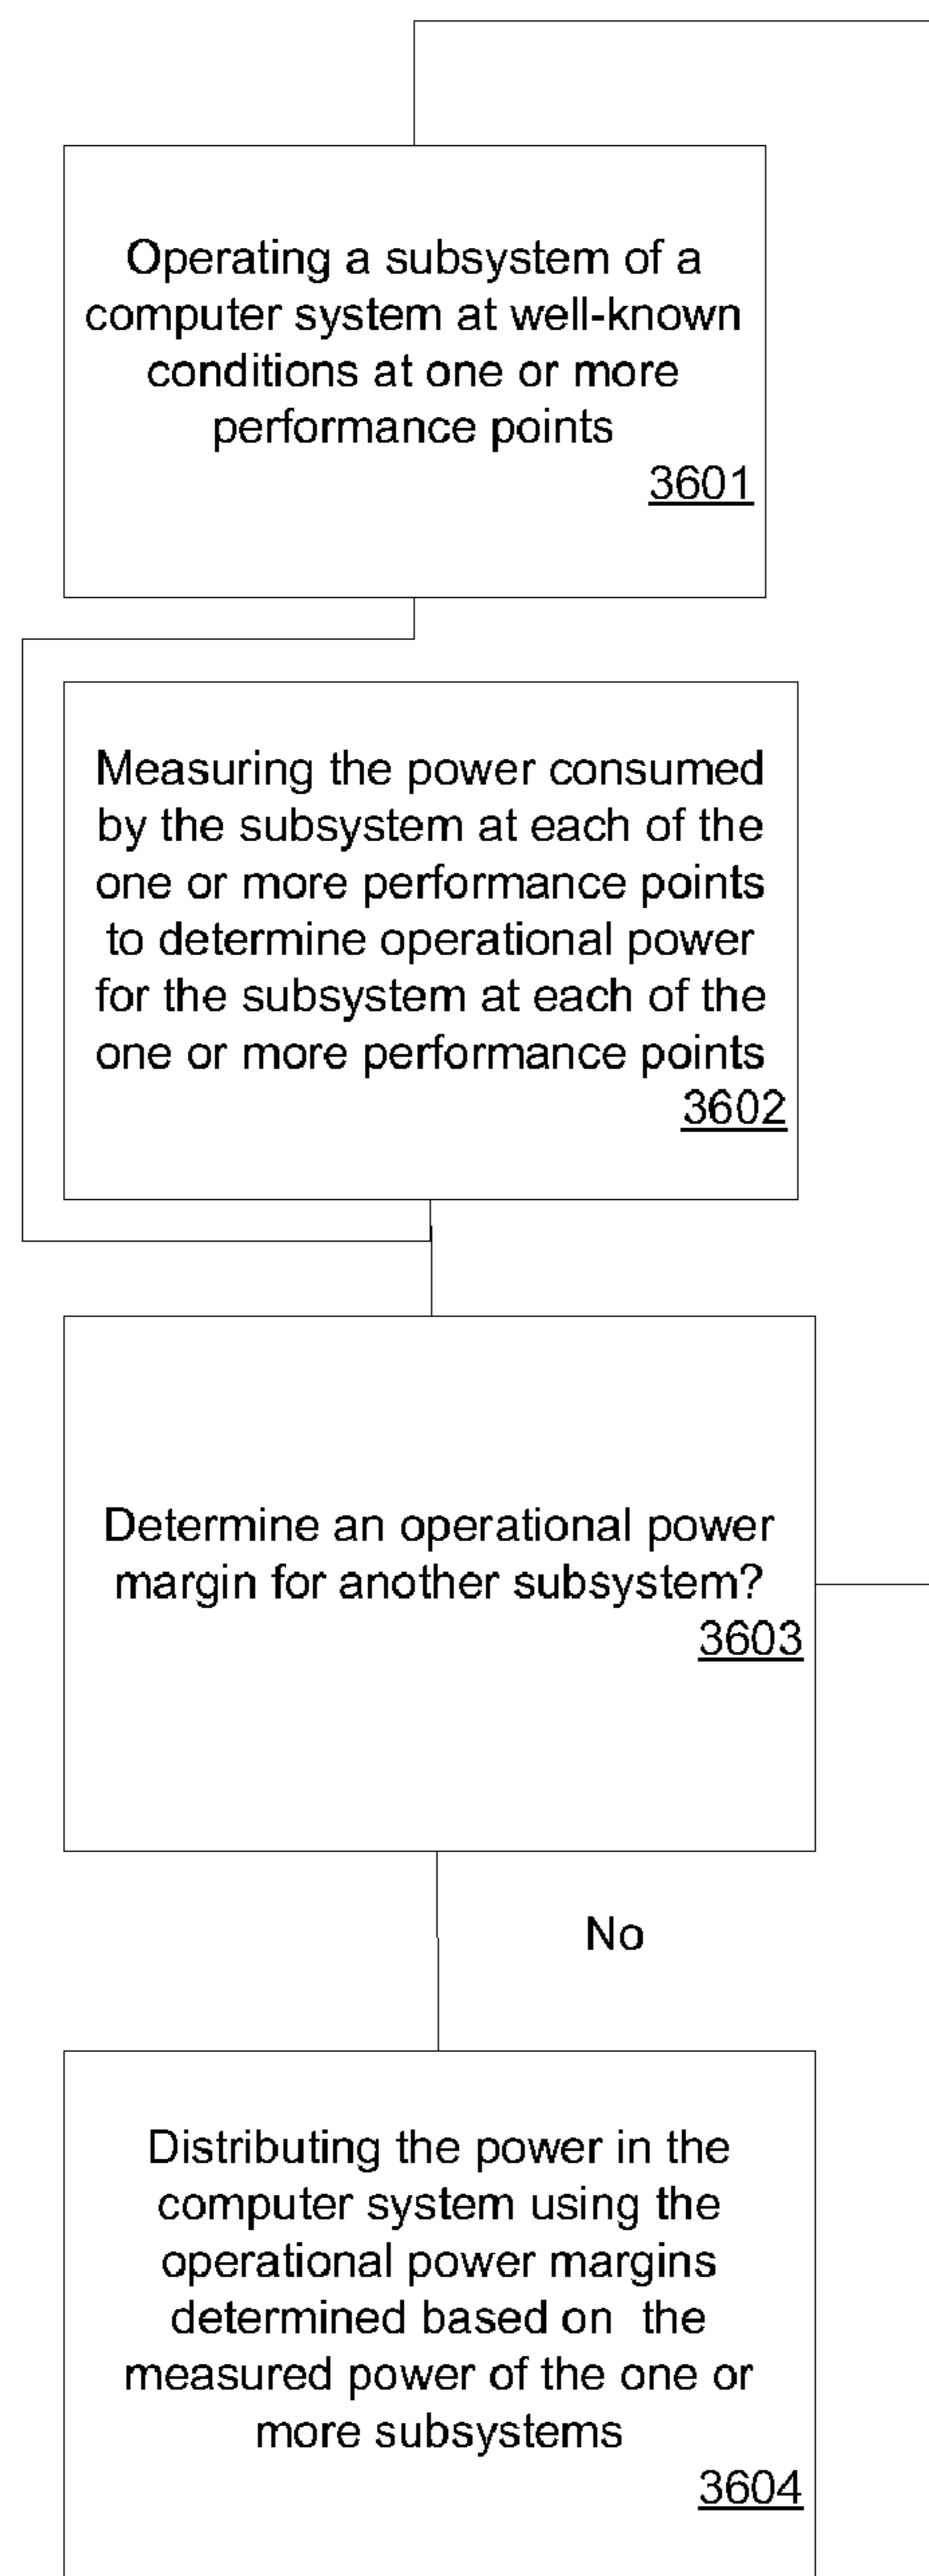 Operating a subsystem of a
computer system at well-known
conditions at one or more
performance points
3601
Measuring the power consumed
by the subsystem at each of the
one or more performance points
to determine operational power
for the subsystem at each of the
one or more performance points
3602
Determine an operational power
margin for another subsystem?
3603
No
Distributing the power in the
computer system using the
operational power margins
determined based on  the
measured power of the one or
more subsystems
3604